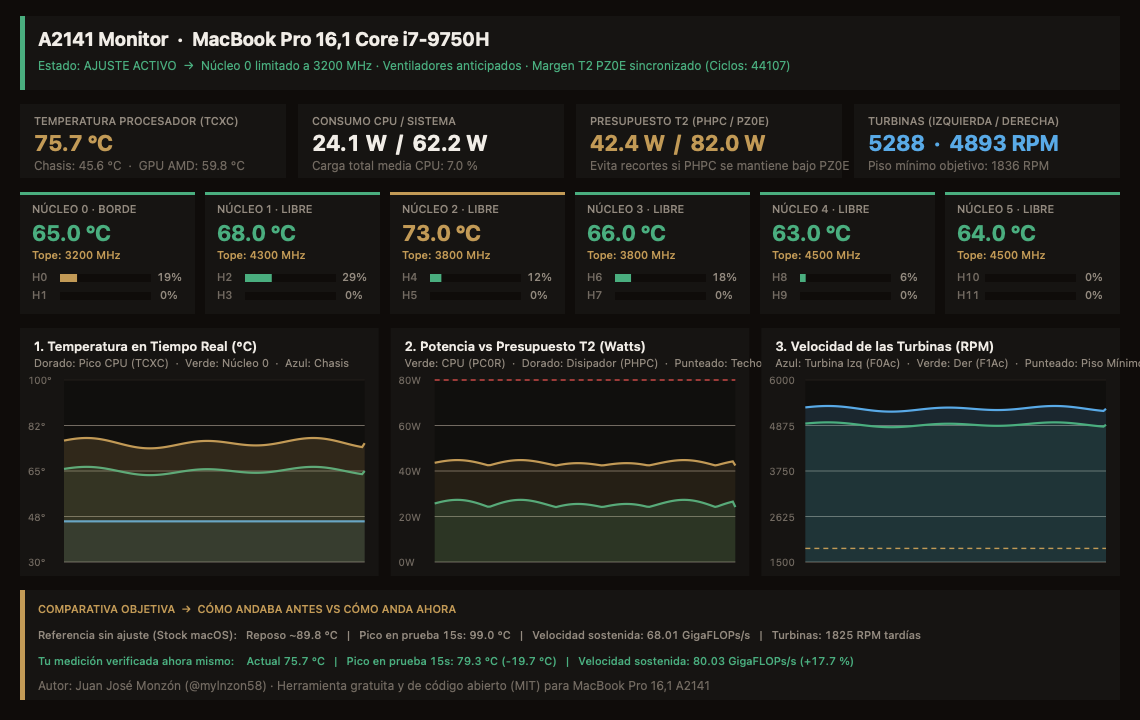 A2141 Monitor · MacBook Pro 16,1 Core i7-9750H
Estado: AJUSTE ACTIVO → Núcleo 0 limitado a 3200 MHz · Ventiladores anticipados · Margen T2 PZ0E sincronizado (Ciclos: 44107)
TEMPERATURA PROCESADOR (TCXC)
75.7 °C
Chasis: 45.6 °C · GPU AMD: 59.8 °C
CONSUMO CPU / SISTEMA
24.1 W / 62.2 W
Carga total media CPU: 7.0 %
PRESUPUESTO T2 (PHPC / PZ0E)
42.4 W / 82.0 W
Evita recortes si PHPC se mantiene bajo PZ0E
TURBINAS (IZQUIERDA / DERECHA)
5288 · 4893 RPM
Piso mínimo objetivo: 1836 RPM
NÚCLEO 0 · BORDE
65.0 °C
Tope: 3200 MHz
H0 19%
H1 0%
NÚCLEO 1 · LIBRE
68.0 °C
Tope: 4300 MHz
H2 29%
H3 0%
NÚCLEO 2 · LIBRE
73.0 °C
Tope: 3800 MHz
H4 12%
H5 0%
NÚCLEO 3 · LIBRE
66.0 °C
Tope: 3800 MHz
H6 18%
H7 0%
NÚCLEO 4 · LIBRE
63.0 °C
Tope: 4500 MHz
H8 6%
H9 0%
NÚCLEO 5 · LIBRE
64.0 °C
Tope: 4500 MHz
H10 0%
H11 0%
1. Temperatura en Tiempo Real (°C)
Dorado: Pico CPU (TCXC) · Verde: Núcleo 0 · Azul: Chasis
100°
82°
65°
48°
30°
2. Potencia vs Presupuesto T2 (Watts)
Verde: CPU (PC0R) · Dorado: Disipador (PHPC) · Punteado: Techo
80W
60W
40W
20W
0W
3. Velocidad de las Turbinas (RPM)
Azul: Turbina Izq (F0Ac) · Verde: Der (F1Ac) · Punteado: Piso Mínimo
6000
4875
3750
2625
1500
COMPARATIVA OBJETIVA → CÓMO ANDABA ANTES VS CÓMO ANDA AHORA
Referencia sin ajuste (Stock macOS): Reposo ~89.8 °C | Pico en prueba 15s: 99.0 °C | Velocidad sostenida: 68.01 GigaFLOPs/s | Turbinas: 1825 RPM tardías
Tu medición verificada ahora mismo: Actual 75.7 °C | Pico en prueba 15s: 79.3 °C (-19.7 °C) | Velocidad sostenida: 80.03 GigaFLOPs/s (+17.7 %)
Autor: Juan José Monzón (@mylnzon58) · Herramienta gratuita y de código abierto (MIT) para MacBook Pro 16,1 A2141